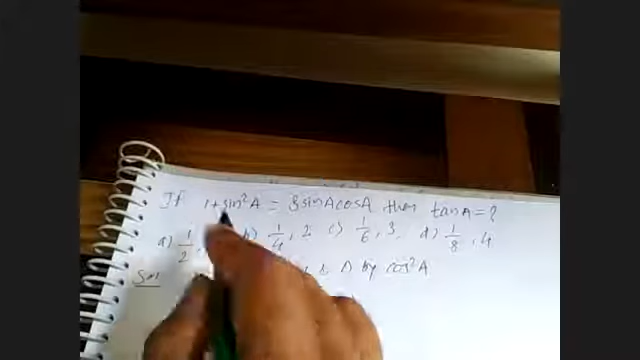 If 1+sin²A = 3sinAcosA then tanA=?
a) 1/2, b) 1/4, 2 c) 1/6, 3, d) 1/8, 4
Sol by cos²A